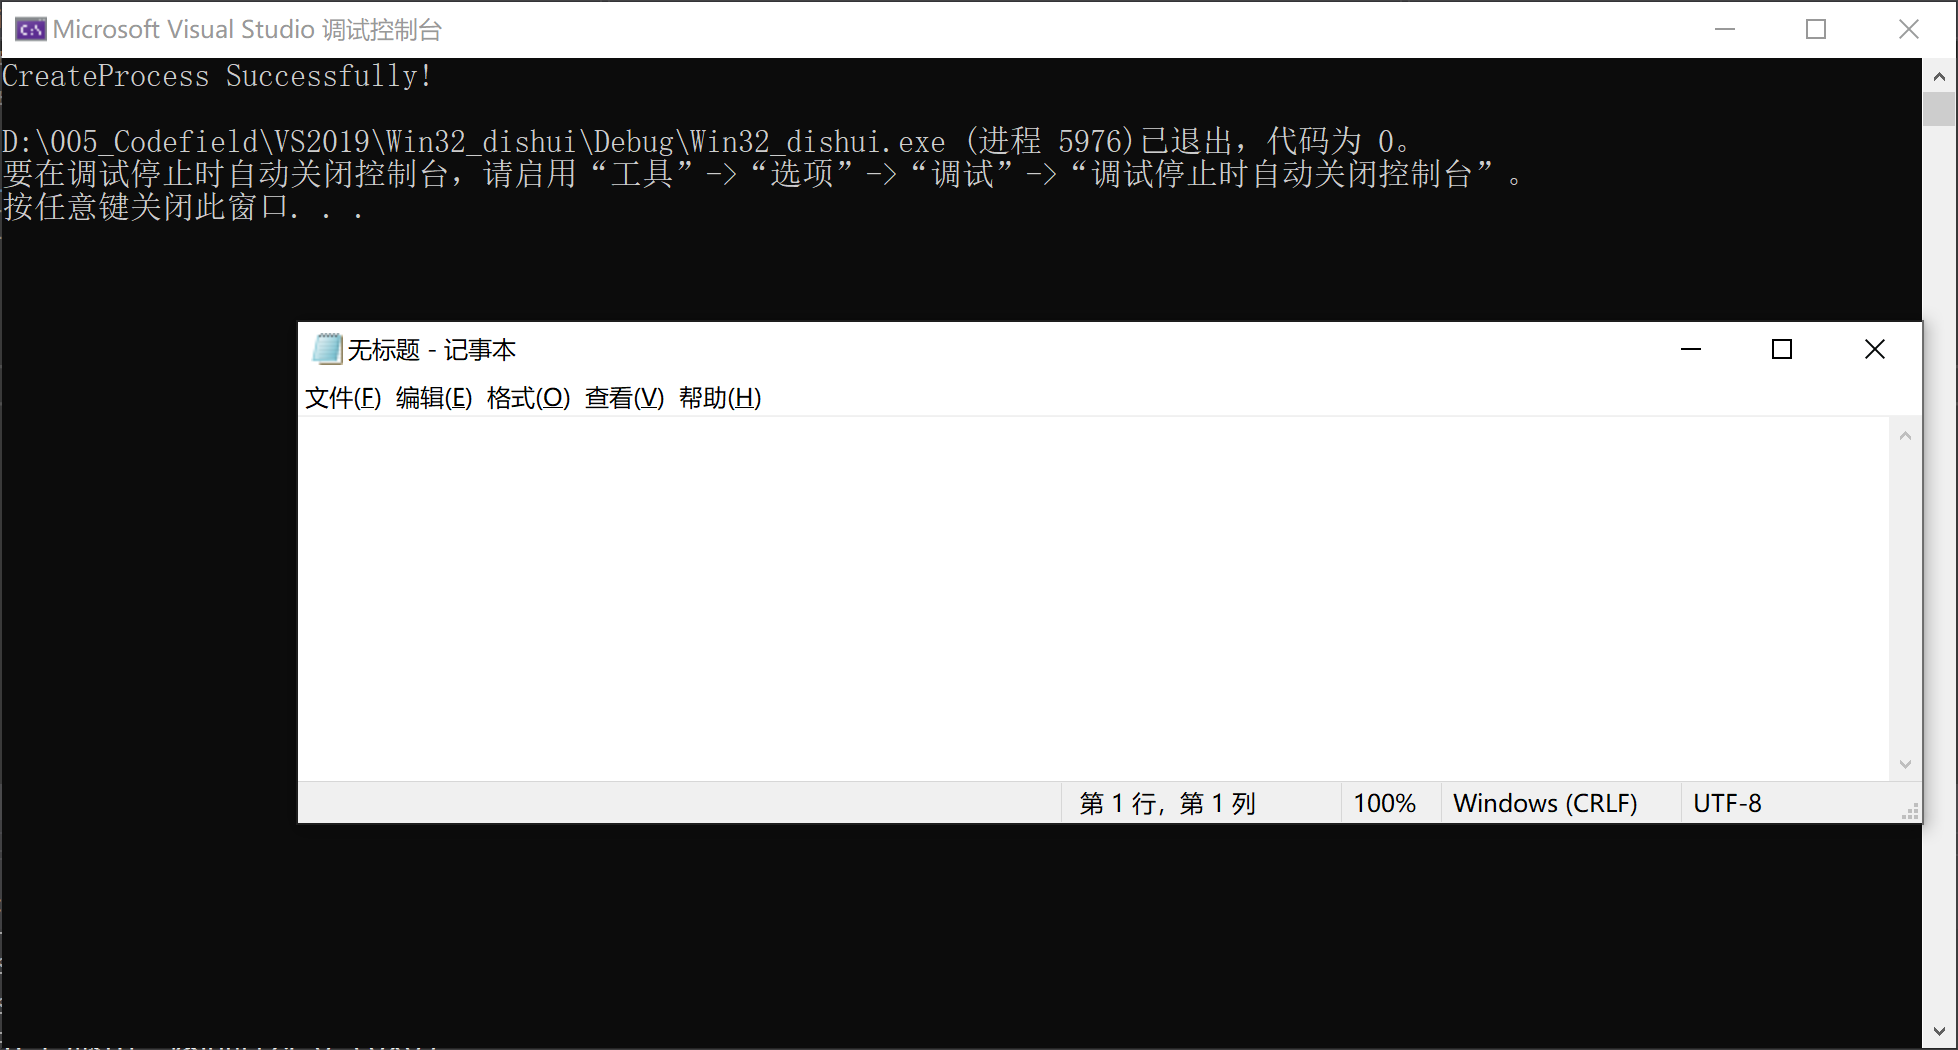 Microsoft Visual Studio 调试控制台
CreateProcess Successfully!
D:\005_Codefield\VS2019\Win32_dishui\Debug\Win32_dishui.exe (进程 5976)已退出，代码为 0。
要在调试停止时自动关闭控制台，请启用“工具”->“选项”->“调试”->“调试停止时自动关闭控制台”。
按任意键关闭此窗口. . .
无标题 - 记事本
文件(F) 编辑(E) 格式(O) 查看(V) 帮助(H)
第 1 行，第 1 列 100% Windows (CRLF) UTF-8